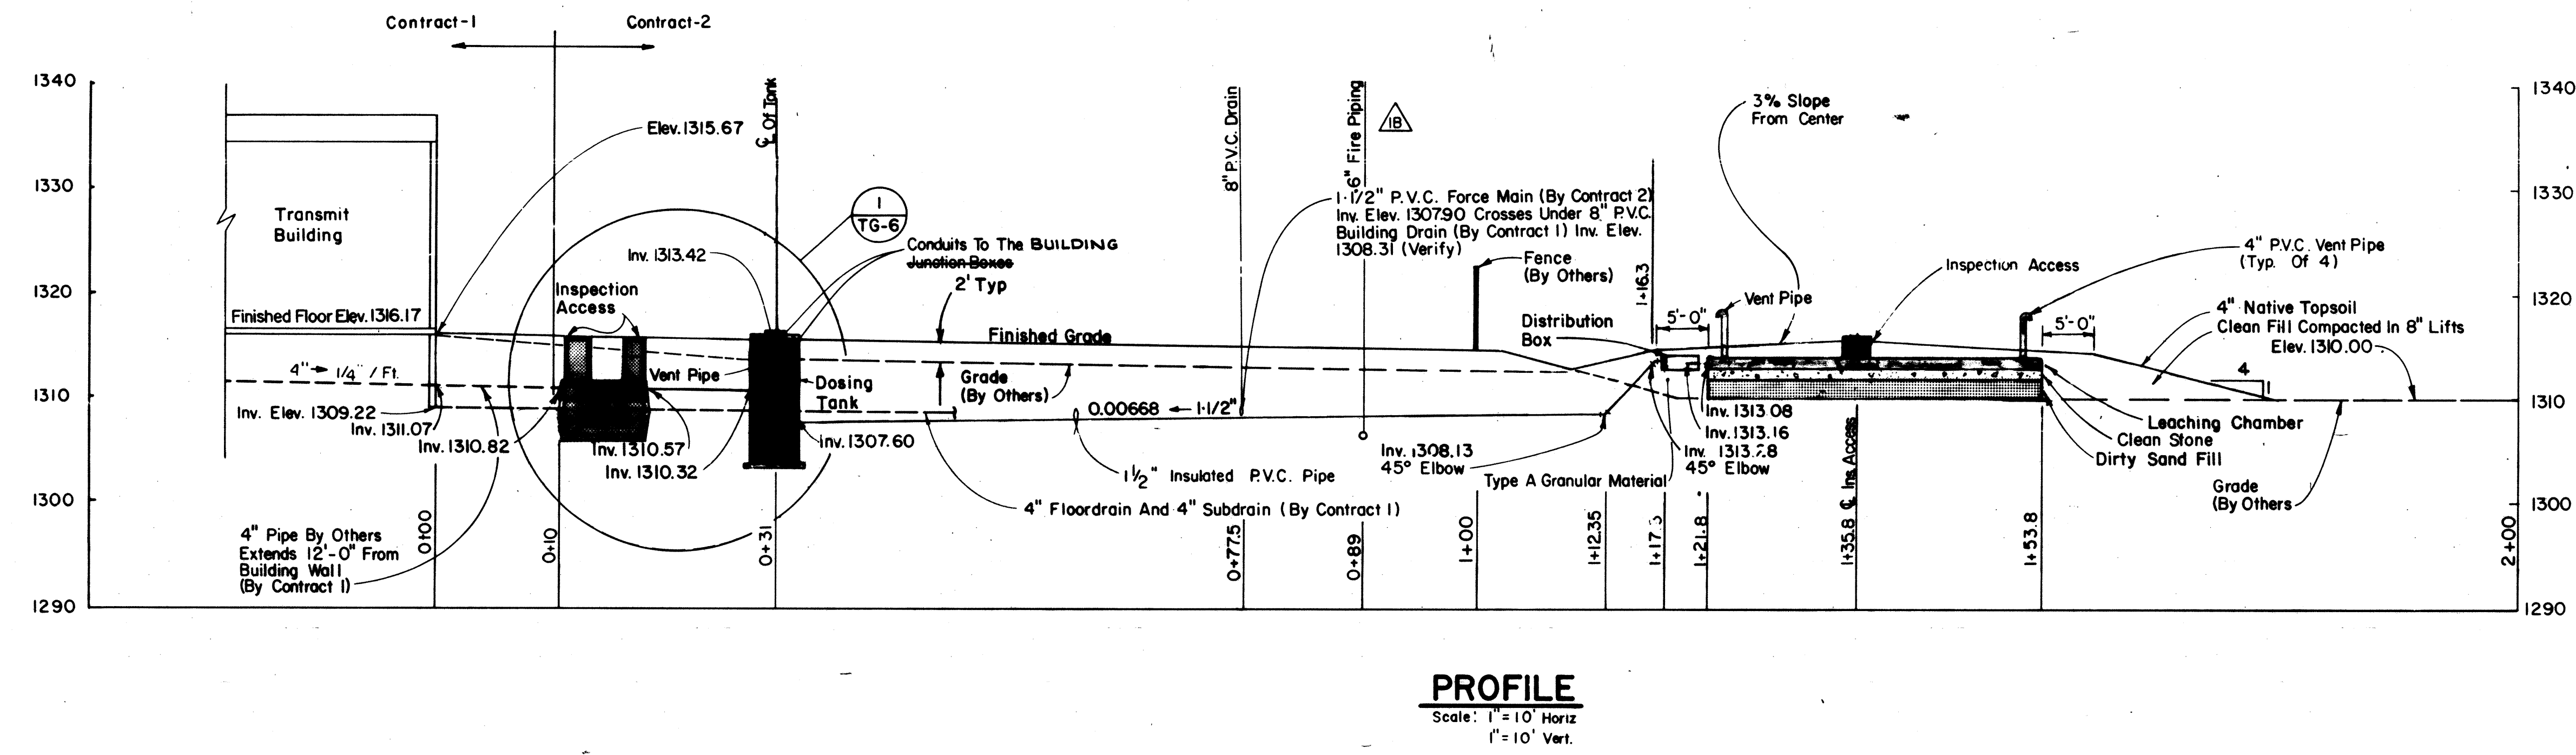 Contract-1
Contract-2
1340
1330
1320
1310
1300
1290
1340
1330
1320
1310
1300
1290
Transmit
Building
Finished Floor Elev. 1316.17
4" → 1/4" / Ft.
Inv. Elev. 1309.22
Inv. 1311.07
Inv. 1310.82
4" Pipe By Others
Extends 12'-0" From
Building Wall
(By Contract 1)
Elev. 1315.67
℄ Of Tank
1
TG-6
Inv. 1313.42
Conduits To The BUILDING
Junction Boxes
2' Typ
Inspection
Access
Vent Pipe
Dosing
Tank
Inv. 1310.57
Inv. 1310.32
Inv. 1307.60
Finished Grade
Grade
(By Others)
0.00668 ← 1-1/2"
1½" Insulated P.V.C. Pipe
4" Floordrain And 4" Subdrain (By Contract 1)
8" P.V.C. Drain
6" Fire Piping
1B
1-1/2" P.V.C. Force Main (By Contract 2)
Inv. Elev. 1307.90 Crosses Under 8" P.V.C.
Building Drain (By Contract 1) Inv. Elev.
1308.31 (Verify)
Fence
(By Others)
Distribution
Box
1+16.3
5'-0"
3% Slope
From Center
Vent Pipe
Inspection Access
4" P.V.C. Vent Pipe
(Typ. Of 4)
5'-0"
4" Native Topsoil
Clean Fill Compacted In 8" Lifts
Elev. 1310.00
4
1
Inv. 1308.13
45° Elbow
Type A Granular Material
Inv. 1313.08
Inv. 1313.16
Inv. 1313.28
45° Elbow
Leaching Chamber
Clean Stone
Dirty Sand Fill
Grade
(By Others
0+00
0+10
0+31
0+77.5
0+89
1+00
1+12.35
1+17.3
1+21.8
1+35.8 ℄ Ins. Access
1+53.8
2+00
PROFILE
Scale: 1" = 10' Horiz
1" = 10' Vert.